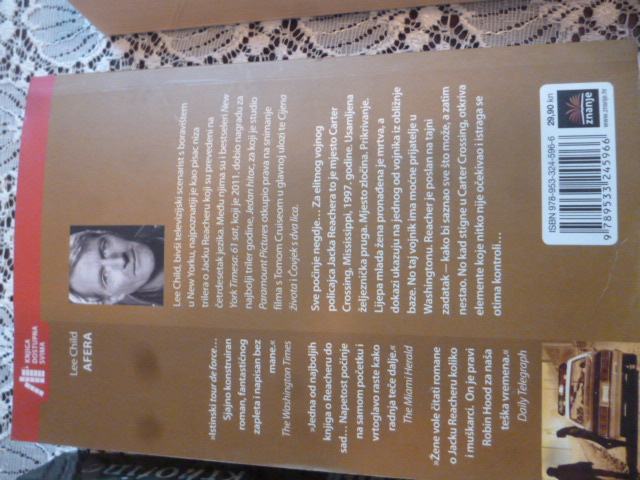 KNJIGA
DOSTUPNA
SVIMA
Lee Child
AFERA
»Istinski tour de force...
Sjajno konstruiran
roman, fantastičnog
zapleta i napisan bez
mane.«
The Washington Times
»Jedna od najboljih
knjiga o Reacheru do
sad... Napetost počinje
na samom početku i
vrtoglavo raste kako
radnja teče dalje.«
The Miami Herald
»Žene vole čitati romane
o Jacku Reacheru koliko
i muškarci. On je pravi
Robin Hood za naša
teška vremena.«
Daily Telegraph
Lee Child, bivši televizijski scenarist s boravištem
u New Yorku, najpoznatiji je kao pisac niza
trilera o Jacku Reacheru, koji su prevedeni na
četrdesetak jezika. Među njima su i bestseleri New
York Timesa: 61 sat, koji je 2011. dobio nagradu za
najbolji triler godine, Jedan hitac, za koji je studio
Paramount Pictures otkupio prava na snimanje
filma s Tomom Cruiseom u glavnoj ulozi te Cijena
života i Čovjek s dva lica.
Sve počinje negdje... Za elitnog vojnog
policajca Jacka Reachera to je mjesto Carter
Crossing, Mississippi, 1997. godine. Usamljena
željeznička pruga. Mjesto zločina. Prikrivanje.
Lijepa mlada žena pronađena je mrtva, a
dokazi ukazuju na jednog od vojnika iz obližnje
baze. No taj vojnik ima moćne prijatelje u
Washingtonu. Reacher je poslan na tajni
zadatak — kako bi saznao sve što može, a zatim
nestao. No kad stigne u Carter Crossing, otkriva
elemente koje nitko nije očekivao i istraga se
otima kontroli...
znanje
www.znanje.hr
29,90 kn
ISBN 978-953-324-596-6
9 789533 245966